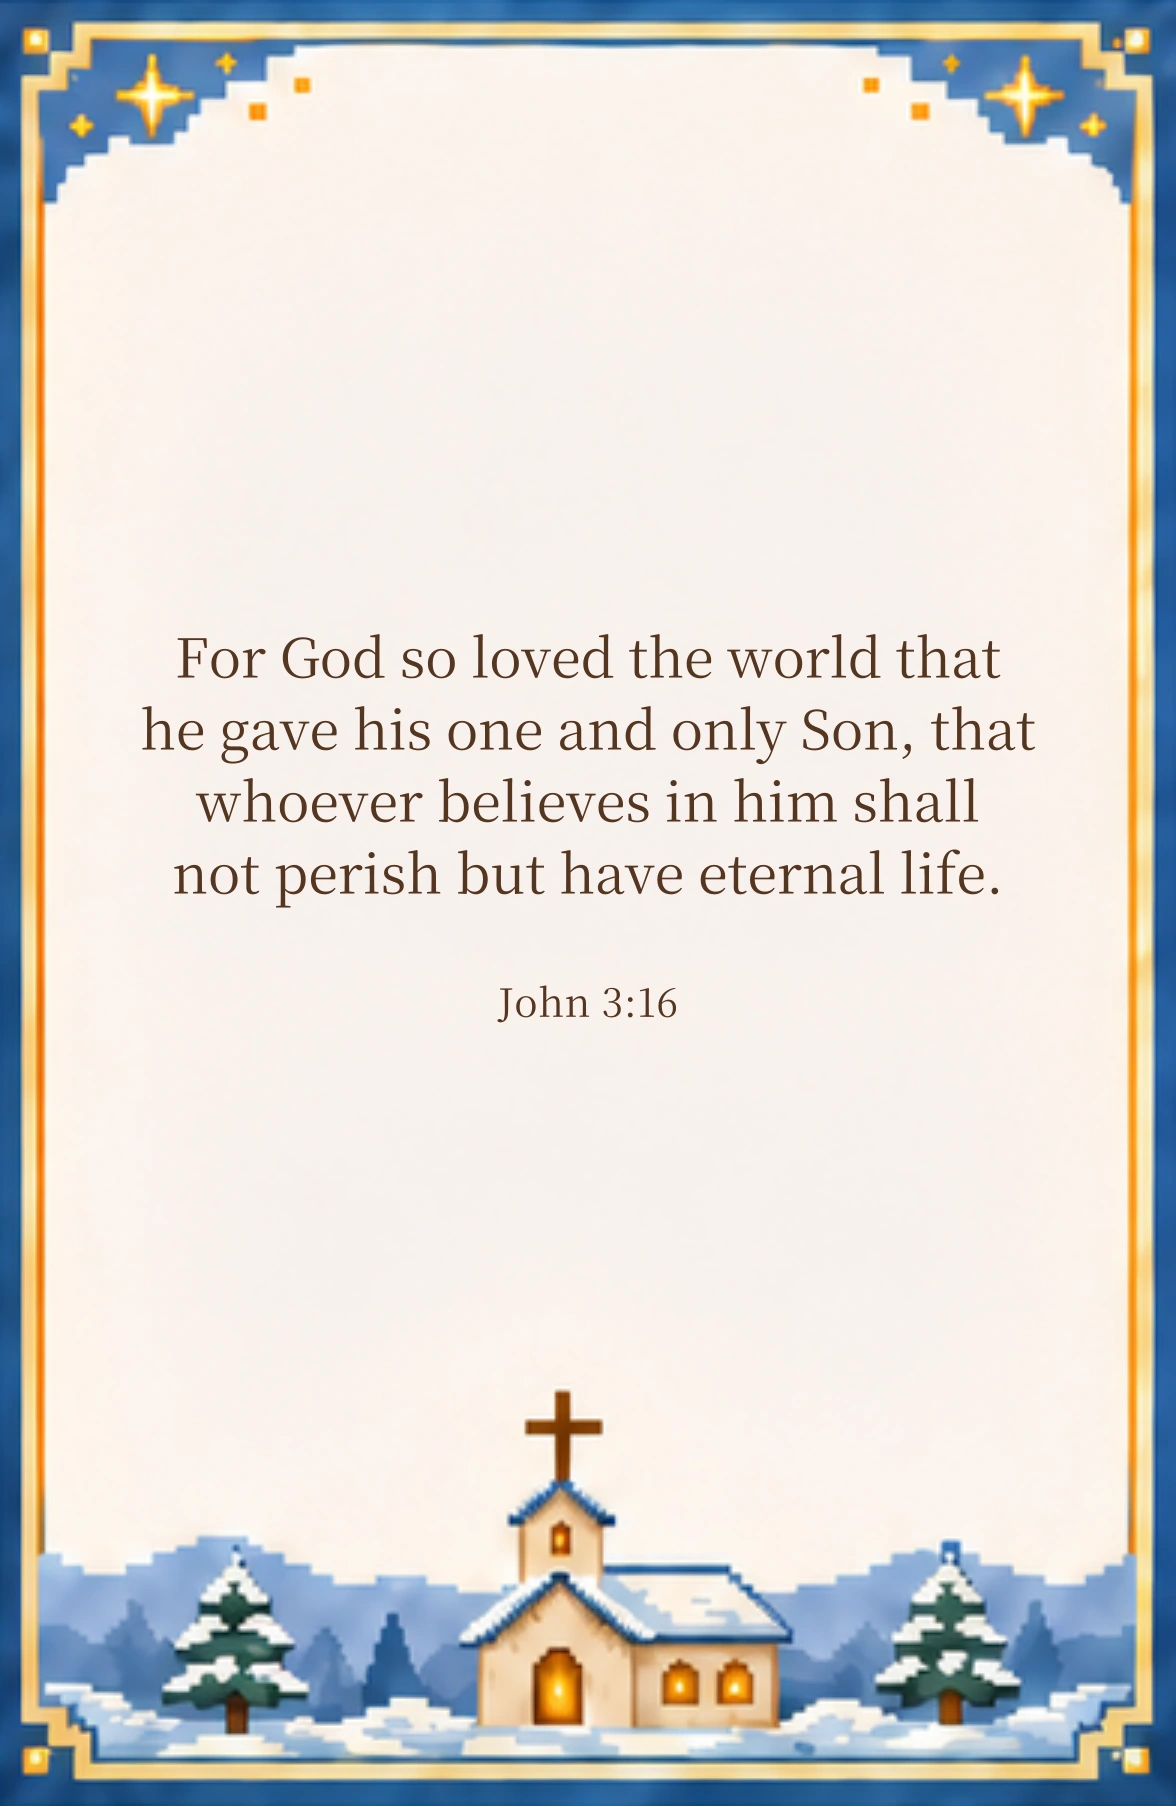 For God so loved the world that
he gave his one and only Son, that
whoever believes in him shall
not perish but have eternal life.
John 3:16